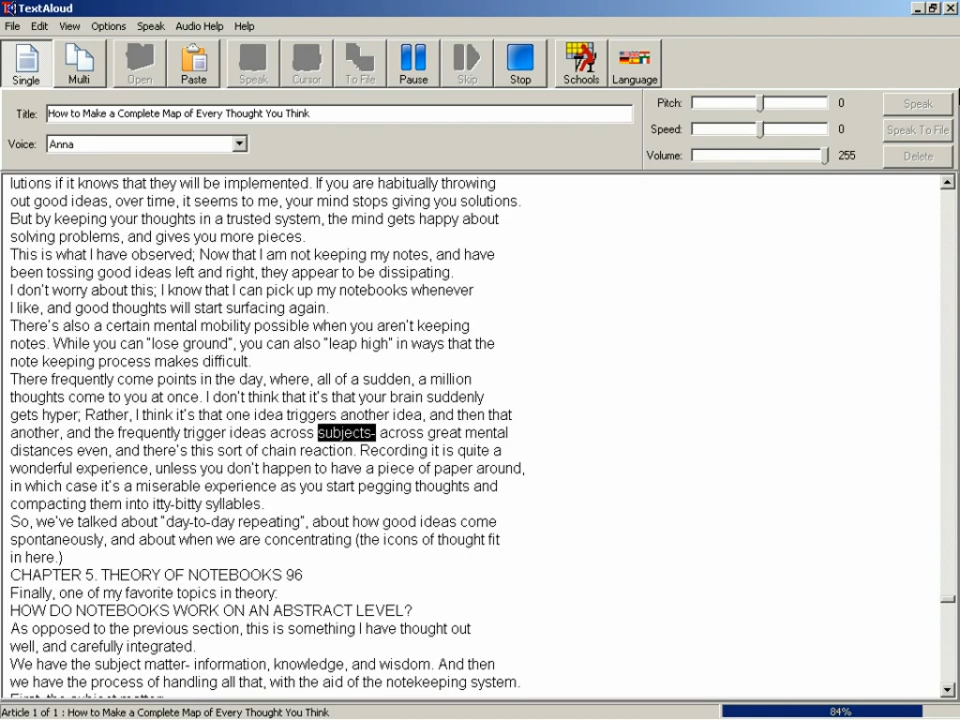 TextAloud
File Edit View Options Speak Audio Help Help
Single Multi Open Paste Speak Cursor To File Pause Skip Stop Schools Language
Title: How to Make a Complete Map of Every Thought You Think
Voice: Anna
Pitch: 0 Speak
Speed: 0 Speak To File
Volume: 255 Delete
lutions if it knows that they will be implemented. If you are habitually throwing
out good ideas, over time, it seems to me, your mind stops giving you solutions.
But by keeping your thoughts in a trusted system, the mind gets happy about
solving problems, and gives you more pieces.
This is what I have observed; Now that I am not keeping my notes, and have
been tossing good ideas left and right, they appear to be dissipating.
I don't worry about this; I know that I can pick up my notebooks whenever
I like, and good thoughts will start surfacing again.
There's also a certain mental mobility possible when you aren't keeping
notes. While you can "lose ground", you can also "leap high" in ways that the
note keeping process makes difficult.
There frequently come points in the day, where, all of a sudden, a million
thoughts come to you at once. I don't think that it's that your brain suddenly
gets hyper; Rather, I think it's that one idea triggers another idea, and then that
another, and the frequently trigger ideas across subjects- across great mental
distances even, and there's this sort of chain reaction. Recording it is quite a
wonderful experience, unless you don't happen to have a piece of paper around,
in which case it's a miserable experience as you start pegging thoughts and
compacting them into itty-bitty syllables.
So, we've talked about "day-to-day repeating", about how good ideas come
spontaneously, and about when we are concentrating (the icons of thought fit
in here.)
CHAPTER 5. THEORY OF NOTEBOOKS 96
Finally, one of my favorite topics in theory:
HOW DO NOTEBOOKS WORK ON AN ABSTRACT LEVEL?
As opposed to the previous section, this is something I have thought out
well, and carefully integrated.
We have the subject matter- information, knowledge, and wisdom. And then
we have the process of handling all that, with the aid of the notekeeping system.
First, the subject matter:
Article 1 of 1 : How to Make a Complete Map of Every Thought You Think 84%